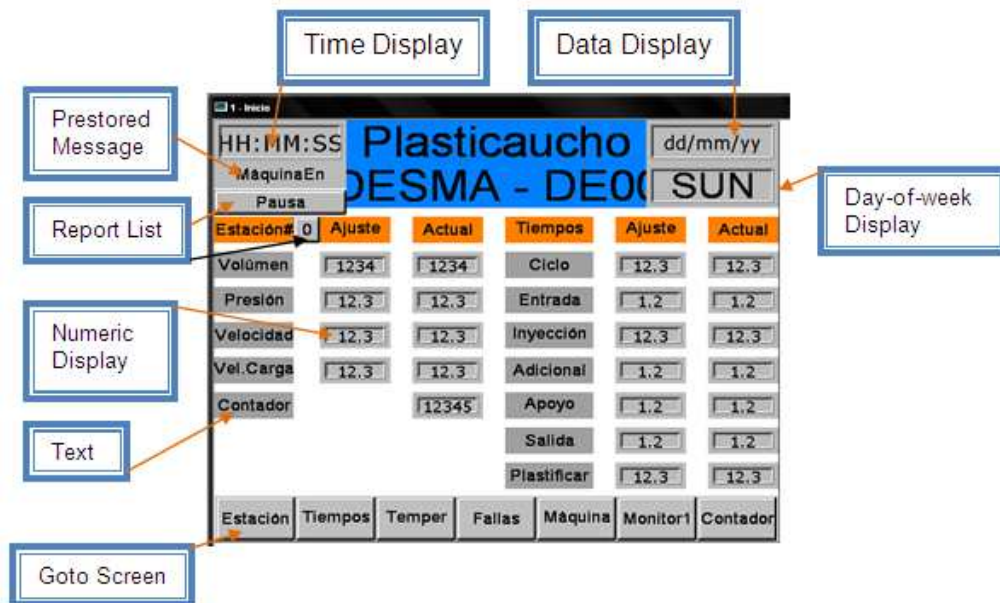 Time Display
Data Display
Prestored
Message
Report List
Numeric
Display
Text
Goto Screen
Day-of-week
Display
1 - Inicio
HH:MM:SS
Plasticaucho
dd/mm/yy
MáquinaEn
DESMA - DE00
SUN
Pausa
Estación# 0 Ajuste Actual Tiempos Ajuste Actual
Volúmen 1234 1234 Ciclo 12.3 12.3
Presión 12.3 12.3 Entrada 1.2 1.2
Velocidad 12.3 12.3 Inyección 12.3 12.3
Vel.Carga 12.3 12.3 Adicional 1.2 1.2
Contador 12345 Apoyo 1.2 1.2
Salida 1.2 1.2
Plastificar 12.3 12.3
Estación Tiempos Temper Fallas Máquina Monitor1 Contador